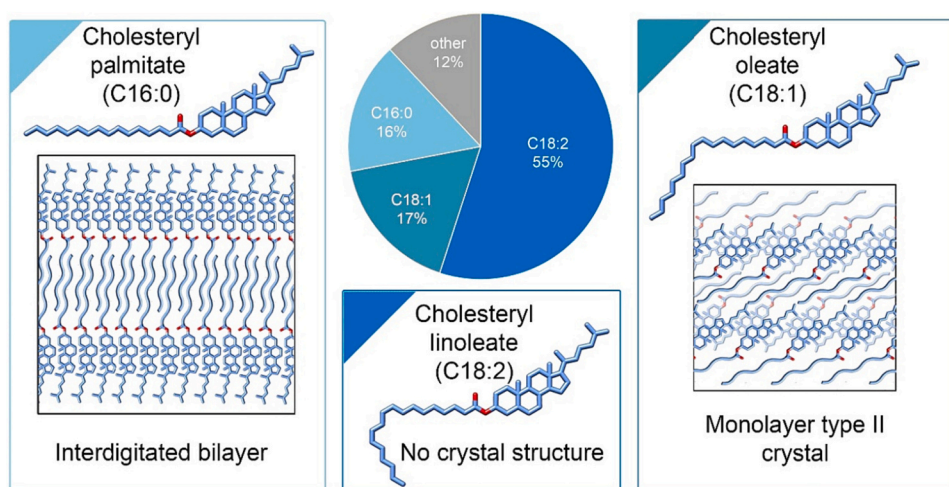 Cholesteryl
palmitate
(C16:0)
Interdigitated bilayer
other
12%
C16:0
16%
C18:1
17%
C18:2
55%
Cholesteryl
linoleate
(C18:2)
No crystal structure
Cholesteryl
oleate
(C18:1)
Monolayer type II
crystal